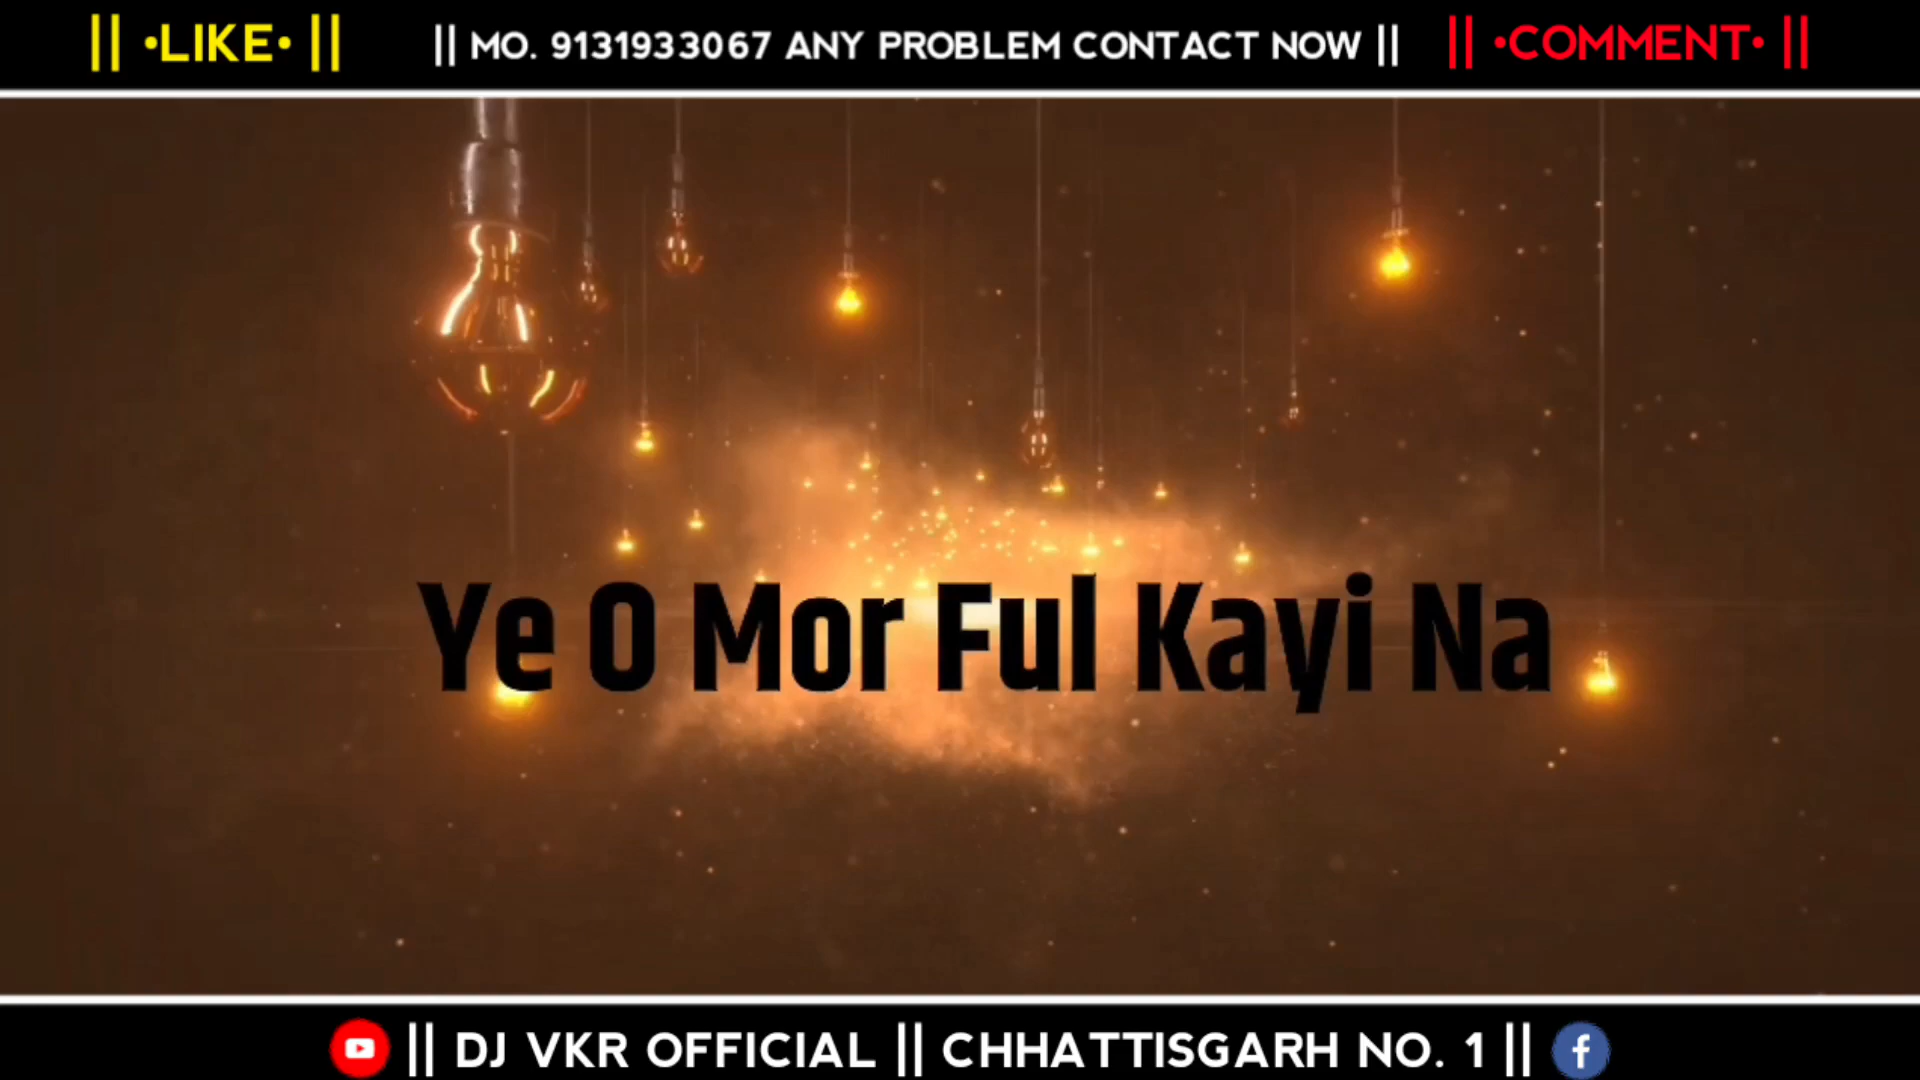 || •LIKE• || || MO. 9131933067 ANY PROBLEM CONTACT NOW || || •COMMENT• ||
Ye O Mor Ful Kayi Na
|| DJ VKR OFFICIAL || CHHATTISGARH NO. 1 || f